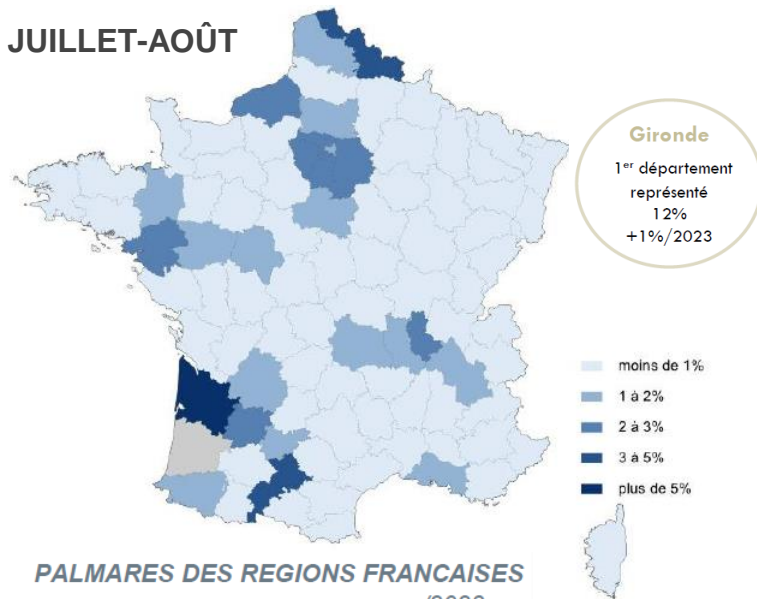 JUILLET-AOÛT
Gironde
1er département
représenté
12%
+1%/2023
moins de 1%
1 à 2%
2 à 3%
3 à 5%
plus de 5%
PALMARES DES REGIONS FRANCAISES